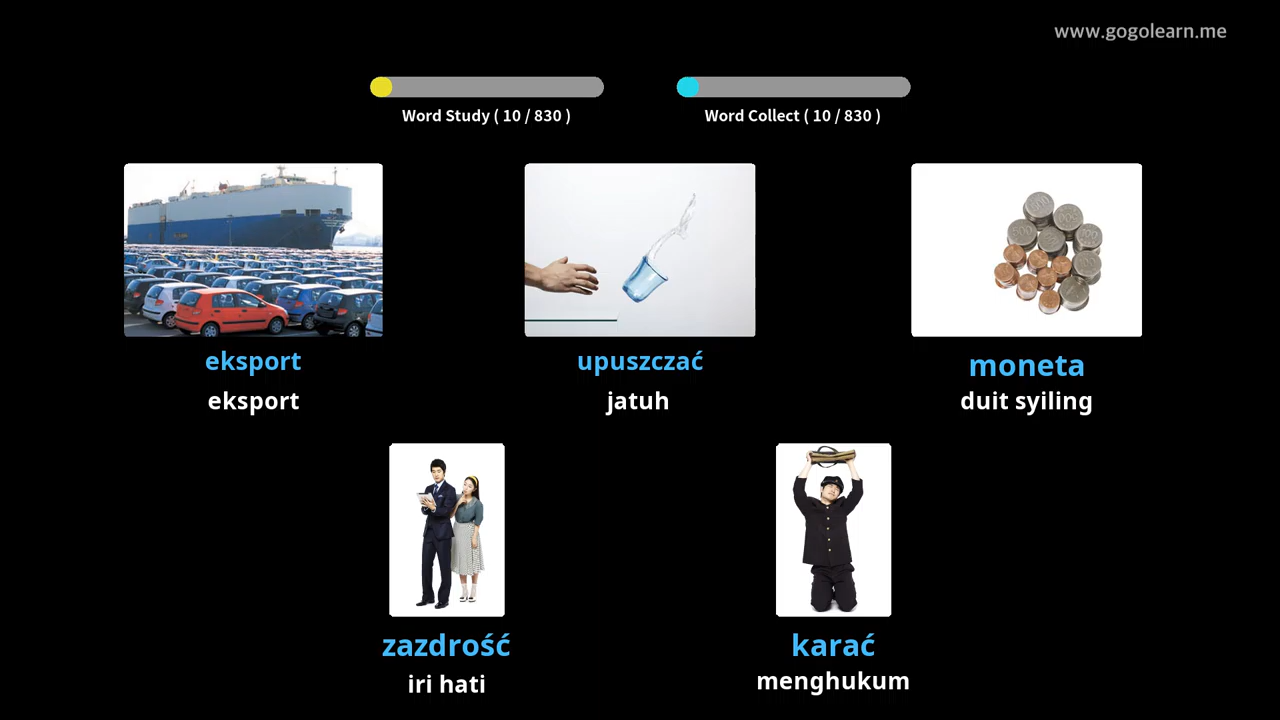 www.gogolearn.me
Word Study ( 10 / 830 )
Word Collect ( 10 / 830 )
eksport
eksport
upuszczać
jatuh
moneta
duit syiling
zazdrość
iri hati
karać
menghukum